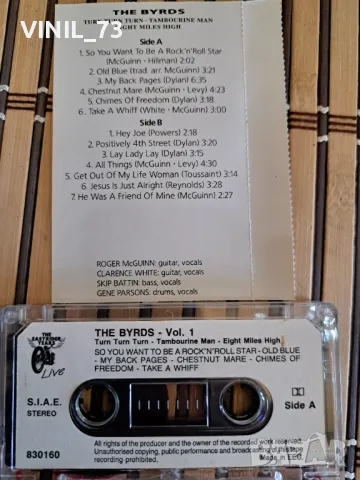 VINIL_73
THE BYRDS
TURN TURN TURN - TAMBOURINE MAN
EIGHT MILES HIGH
Side A
1. So You Want To Be A Rock'n'Roll Star
(McGuinn - Hillman) 2:02
2. Old Blue (trad. arr. McGuinn) 3:21
3. My Back Pages (Dylan) 6:35
4. Chestnut Mare (McGuinn - Levy) 4:23
5. Chimes Of Freedom (Dylan) 3:18
6. Take A Whiff (White - McGuinn) 3:00
Side B
1. Hey Joe (Powers) 2:18
2. Positively 4th Street (Dylan) 3:20
3. Lay Lady Lay (Dylan) 3:15
4. All Things (McGuinn - Levy) 4:30
5. Get Out Of My Life Woman (Toussaint) 3:14
6. Jesus Is Just Alright (Reynolds) 3:28
7. He Was A Friend Of Mine (McGuinn) 2:27
ROGER McGUINN: guitar, vocals
CLARENCE WHITE: guitar, vocals
SKIP BATTIN: bass, vocals
GENE PARSONS: drums, vocals
Live
S.I.A.E.
STEREO
830160
THE BYRDS - Vol. 1
Turn Turn Turn - Tambourine Man - Eight Miles High
SO YOU WANT TO BE A ROCK'N'ROLL STAR - OLD BLUE
- MY BACK PAGES - CHESTNUT MARE - CHIMES OF
FREEDOM - TAKE A WHIFF
DD
Side A
All rights of the producer and the owner of the recorded work reserved.
Unauthorised copying, public performance and broadcasting of this tape
recording prohibited.
Made in EEC.